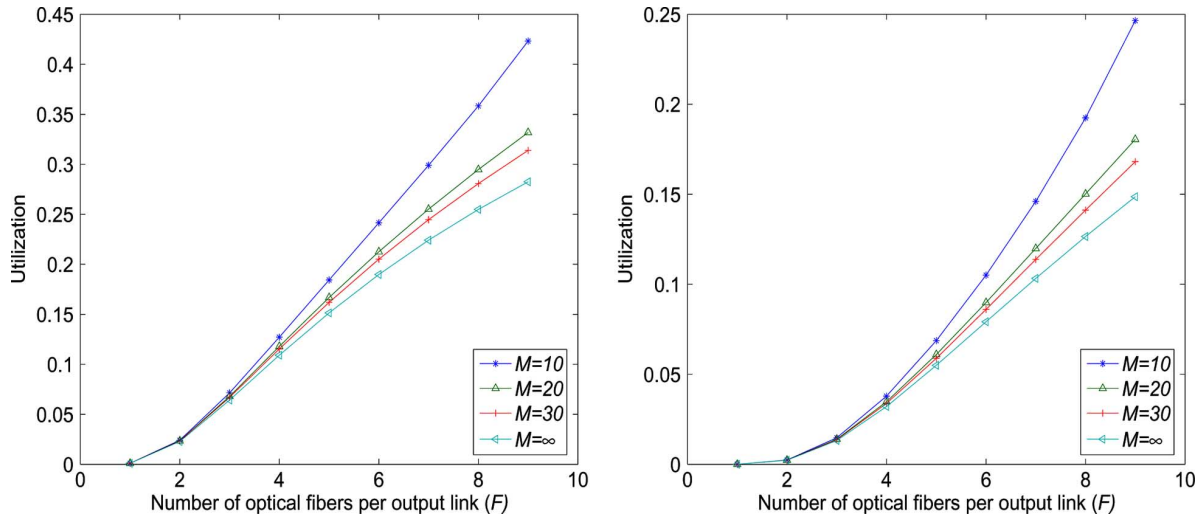 0.45
0.4
0.35
0.3
0.25
0.2
0.15
0.1
0.05
0
Utilization
0 2 4 6 8 10
Number of optical fibers per output link (F)
M=10
M=20
M=30
M=∞
0.25
0.2
0.15
0.1
0.05
0
Utilization
0 2 4 6 8 10
Number of optical fibers per output link (F)
M=10
M=20
M=30
M=∞